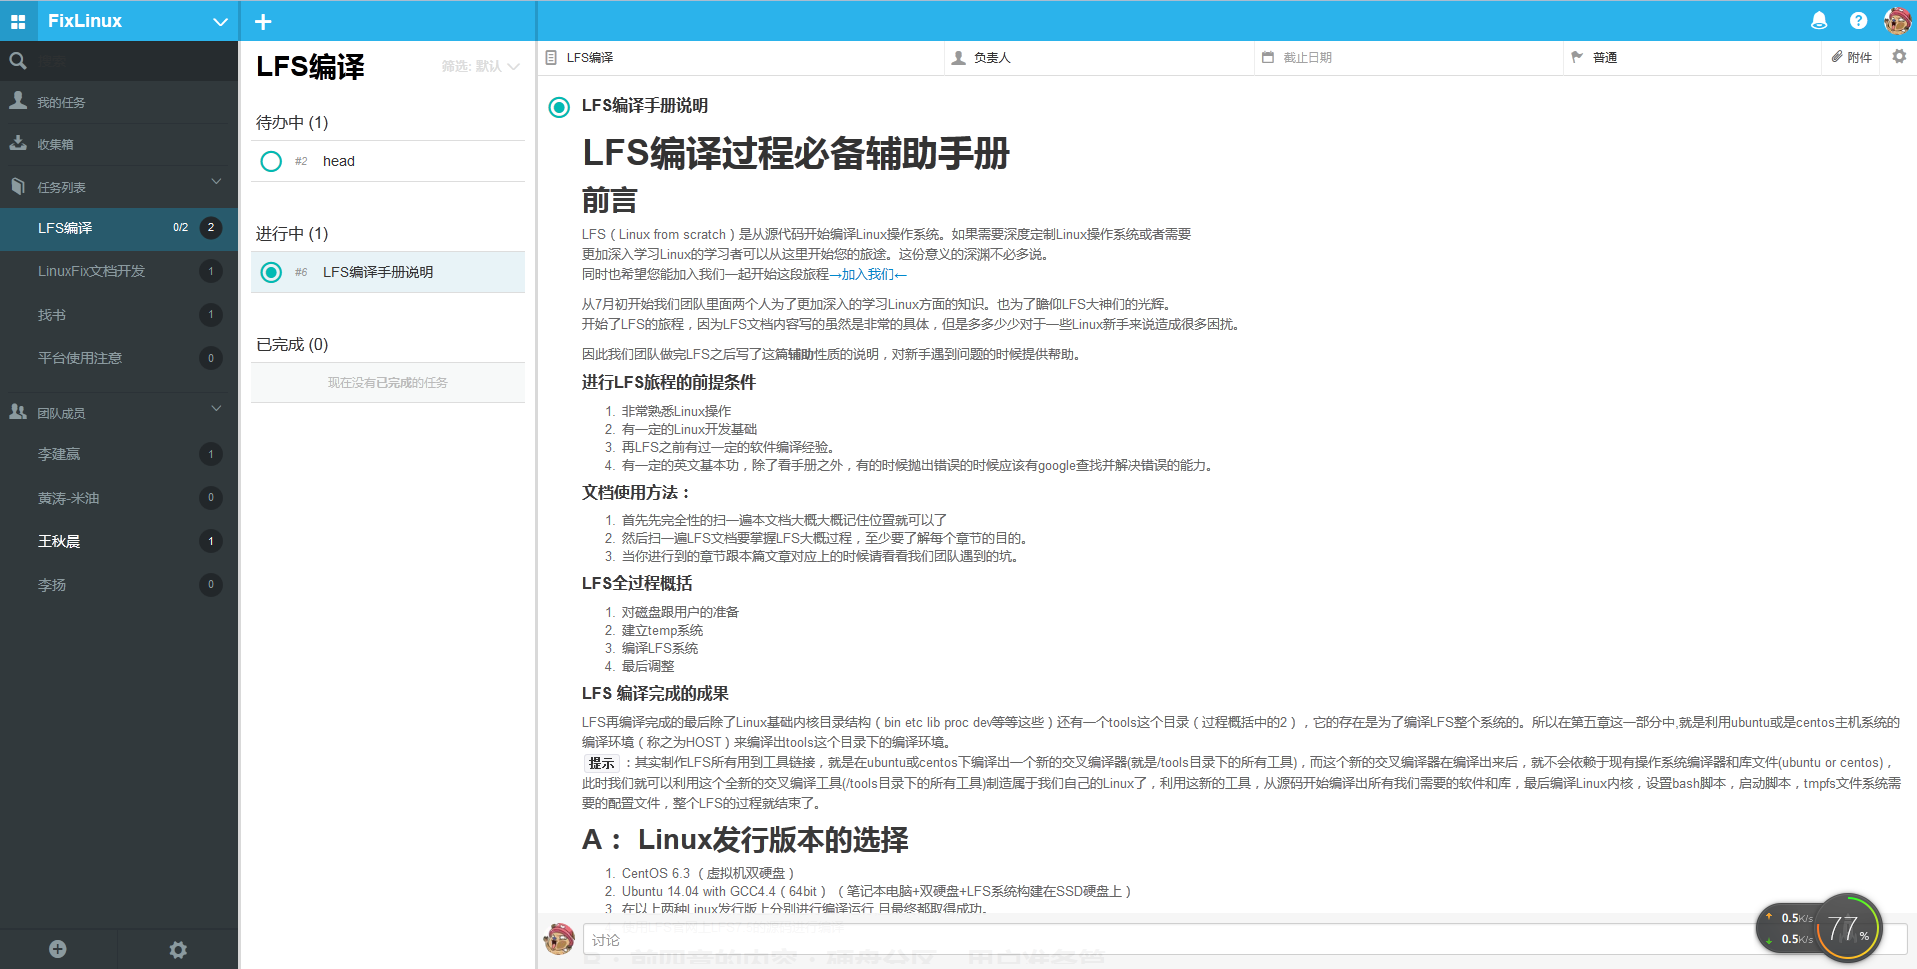 FixLinux
我的任务
收集箱
任务列表
LFS编译 0/2 2
LinuxFix文档开发 1
找书 1
平台使用注意 0
团队成员
李建赢 1
黄涛-米油 0
王秋晨 1
李扬 0
LFS编译 筛选: 默认
待办中 (1)
#2 head
进行中 (1)
#6 LFS编译手册说明
已完成 (0)
现在没有已完成的任务
LFS编译 负责人 截止日期 普通 附件
LFS编译手册说明
LFS编译过程必备辅助手册
前言
LFS（Linux from scratch）是从源代码开始编译Linux操作系统。如果需要深度定制Linux操作系统或者需要
更加深入学习Linux的学习者可以从这里开始您的旅途。这份意义的深渊不必多说。
同时也希望您能加入我们一起开始这段旅程→加入我们←
从7月初开始我们团队里面两个人为了更加深入的学习Linux方面的知识。也为了瞻仰LFS大神们的光辉。
开始了LFS的旅程，因为LFS文档内容写的虽然是非常的具体，但是多多少少对于一些Linux新手来说造成很多困扰。
因此我们团队做完LFS之后写了这篇辅助性质的说明，对新手遇到问题的时候提供帮助。
进行LFS旅程的前提条件
1. 非常熟悉Linux操作
2. 有一定的Linux开发基础
3. 再LFS之前有过一定的软件编译经验。
4. 有一定的英文基本功，除了看手册之外，有的时候抛出错误的时候应该有google查找并解决错误的能力。
文档使用方法：
1. 首先先完全性的扫一遍本文档大概大概记住位置就可以了
2. 然后扫一遍LFS文档要掌握LFS大概过程，至少要了解每个章节的目的。
3. 当你进行到的章节跟本篇文章对应上的时候请看看我们团队遇到的坑。
LFS全过程概括
1. 对磁盘跟用户的准备
2. 建立temp系统
3. 编译LFS系统
4. 最后调整
LFS 编译完成的成果
LFS再编译完成的最后除了Linux基础内核目录结构（bin etc lib proc dev等等这些）还有一个tools这个目录（过程概括中的2），它的存在是为了编译LFS整个系统的。所以在第五章这一部分中,就是利用ubuntu或是centos主机系统的
编译环境（称之为HOST）来编译出tools这个目录下的编译环境。
提示：其实制作LFS所有用到工具链接，就是在ubuntu或centos下编译出一个新的交叉编译器(就是/tools目录下的所有工具)，而这个新的交叉编译器在编译出来后，就不会依赖于现有操作系统编译器和库文件(ubuntu or centos)，
此时我们就可以利用这个全新的交叉编译工具(/tools目录下的所有工具)制造属于我们自己的Linux了，利用这新的工具，从源码开始编译出所有我们需要的软件和库，最后编译Linux内核，设置bash脚本，启动脚本，tmpfs文件系统需
要的配置文件，整个LFS的过程就结束了。
A： Linux发行版本的选择
1. CentOS 6.3 （虚拟机双硬盘）
2. Ubuntu 14.04 with GCC4.4（64bit）（笔记本电脑+双硬盘+LFS系统构建在SSD硬盘上）
3. 在以上两种Linux发行版上分别进行编译运行 且最终都取得成功。
讨论
B：前四章的内容：硬盘分区、用户准备篇
0.5K/s
0.5K/s
77%